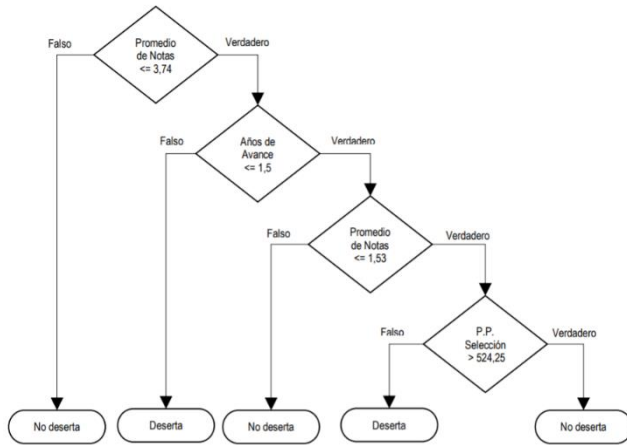 Falso
Promedio
de Notas
<= 3,74
Verdadero
Falso
Años de
Avance
<= 1,5
Verdadero
Falso
Promedio
de Notas
<= 1,53
Verdadero
Falso
P.P.
Selección
> 524,25
Verdadero
No deserta
Deserta
No deserta
Deserta
No deserta